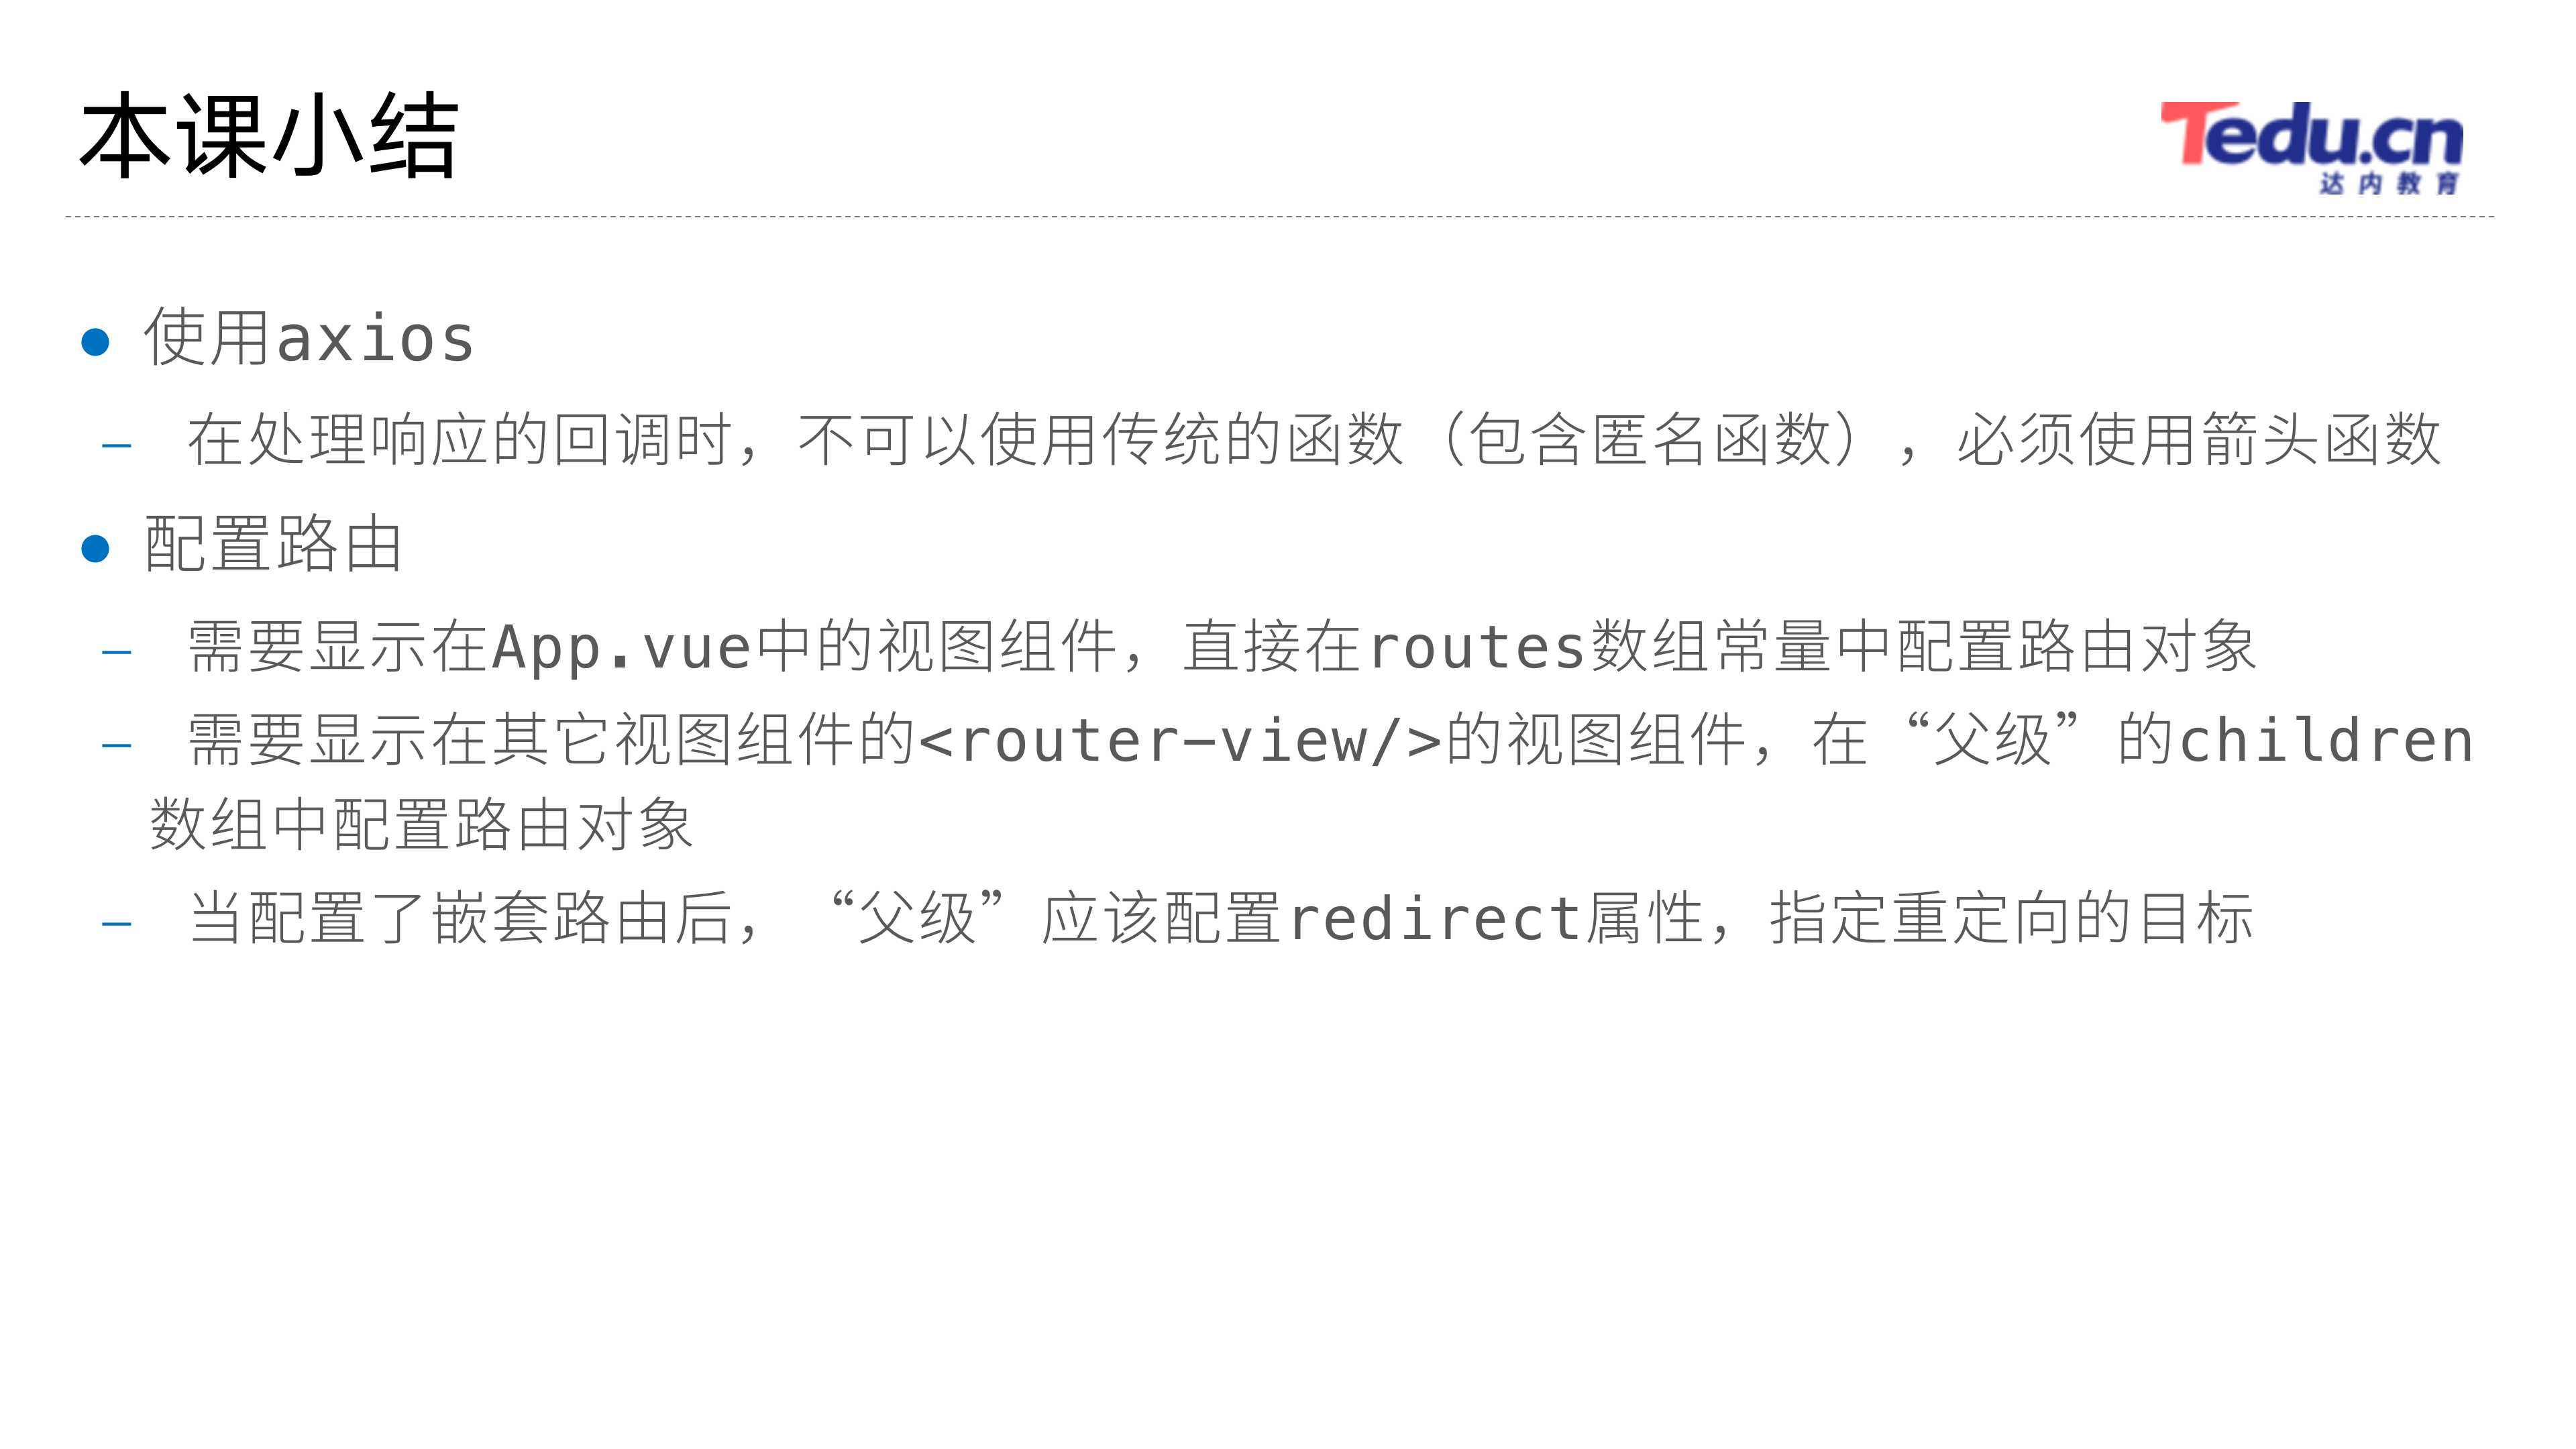 本课小结
Tedu.cn
达内教育
● 使用axios
– 在处理响应的回调时，不可以使用传统的函数（包含匿名函数），必须使用箭头函数
● 配置路由
– 需要显示在App.vue中的视图组件，直接在routes数组常量中配置路由对象
– 需要显示在其它视图组件的<router-view/>的视图组件，在“父级”的children
数组中配置路由对象
– 当配置了嵌套路由后，“父级”应该配置redirect属性，指定重定向的目标